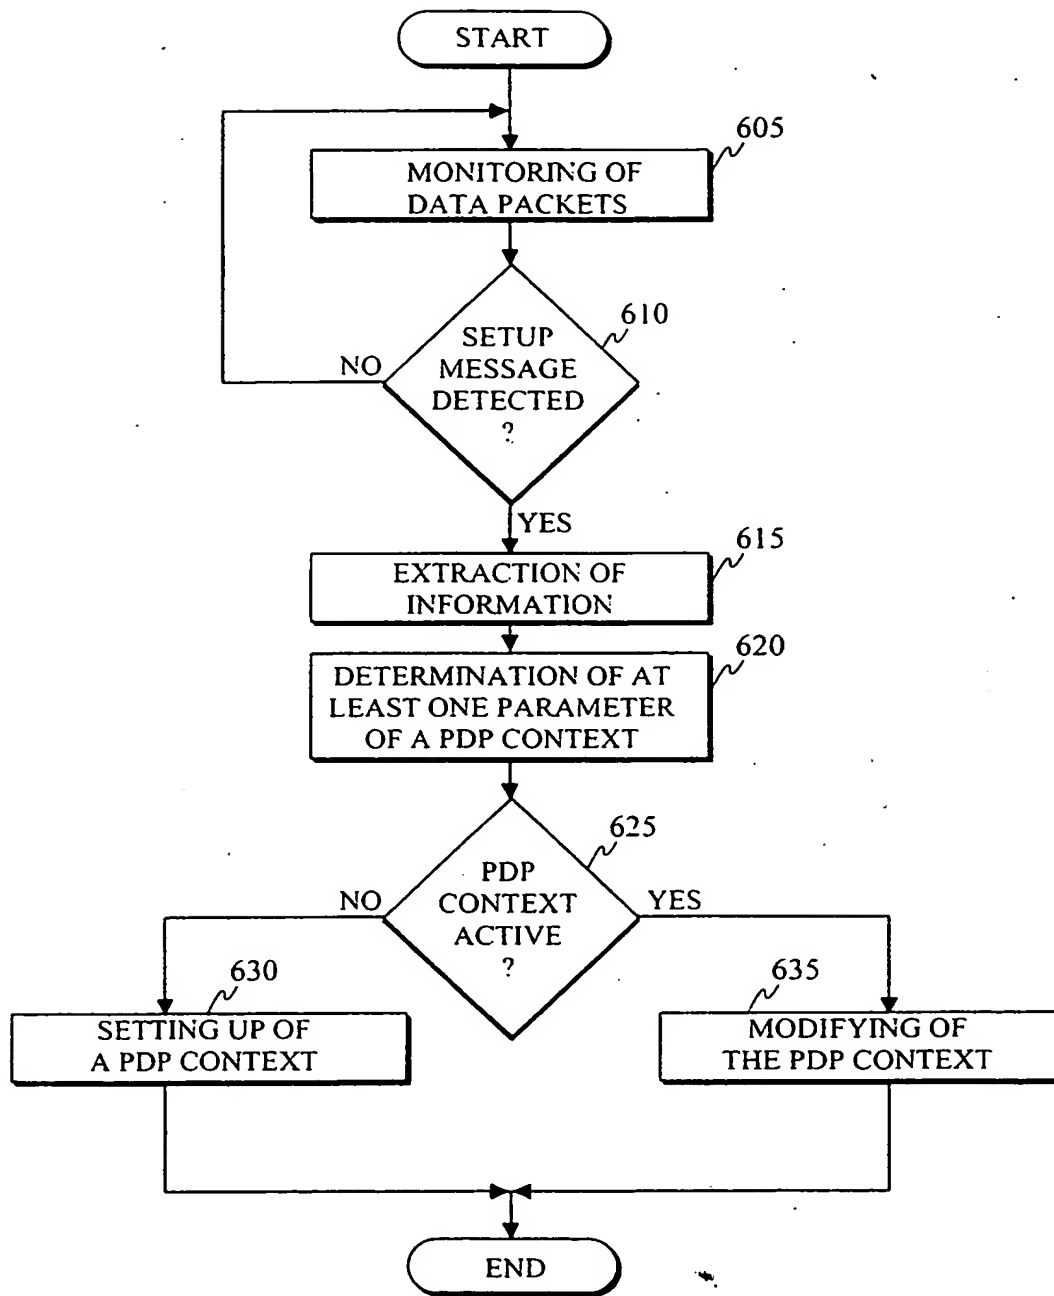 START
605
MONITORING OF
DATA PACKETS
610
SETUP
MESSAGE
DETECTED
?
NO
YES
615
EXTRACTION OF
INFORMATION
620
DETERMINATION OF AT
LEAST ONE PARAMETER
OF A PDP CONTEXT
625
PDP
CONTEXT
ACTIVE
?
NO
YES
630
SETTING UP OF
A PDP CONTEXT
635
MODIFYING OF
THE PDP CONTEXT
END